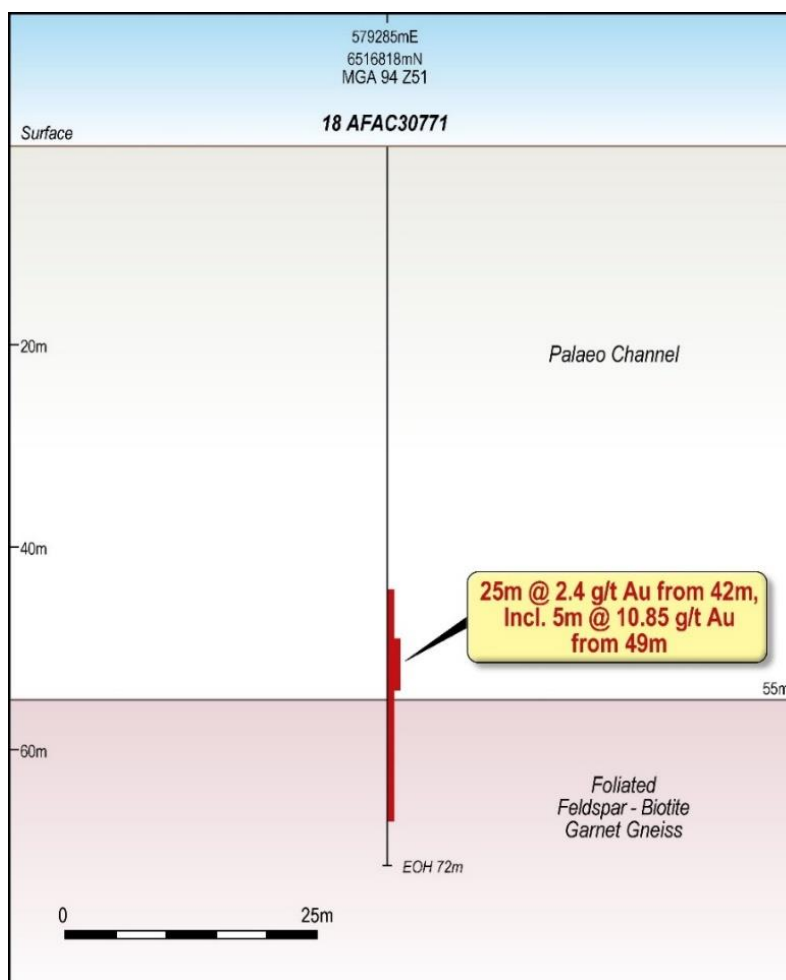 579285mE
6516818mN
MGA 94 Z51
18 AFAC30771
Surface
20m
Palaeo Channel
40m
25m @ 2.4 g/t Au from 42m,
Incl. 5m @ 10.85 g/t Au
from 49m
55m
60m
Foliated
Feldspar - Biotite
Garnet Gneiss
EOH 72m
0 25m